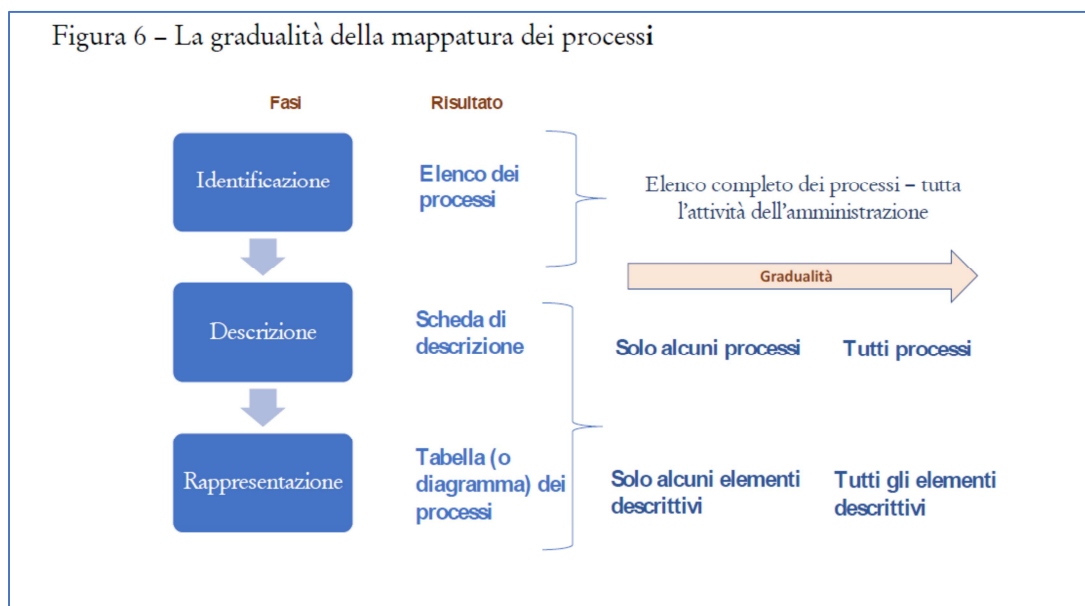 Figura 6 – La gradualità della mappatura dei processi
Fasi
Risultato
Identificazione
Elenco dei
processi
Elenco completo dei processi – tutta
l'attività dell'amministrazione
Gradualità
Descrizione
Scheda di
descrizione
Solo alcuni processi
Tutti processi
Rappresentazione
Tabella (o
diagramma) dei
processi
Solo alcuni elementi
descrittivi
Tutti gli elementi
descrittivi